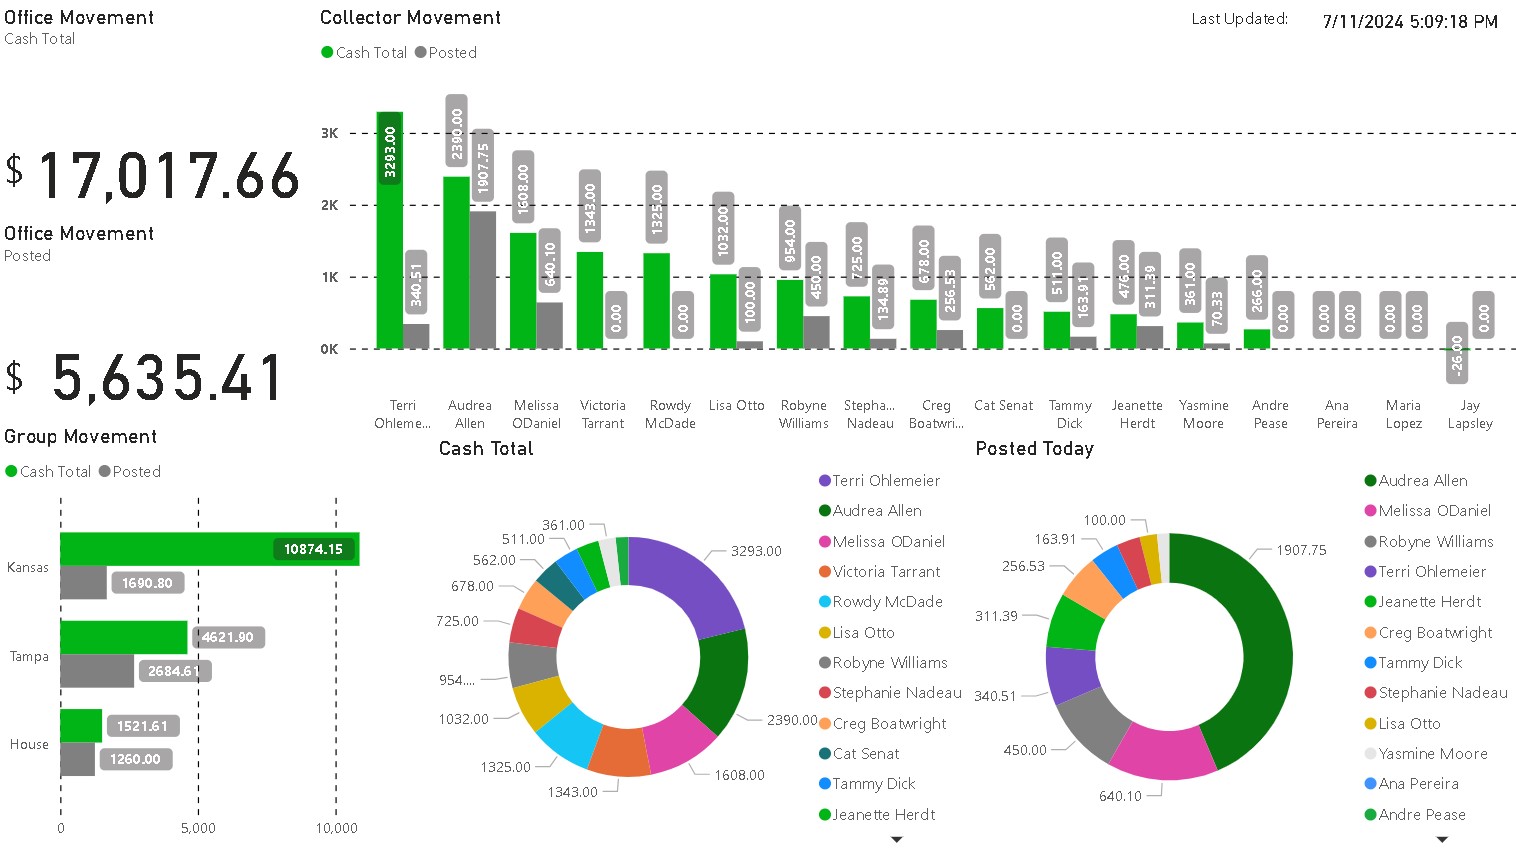 Office Movement
Cash Total
$ 17,017.66
Office Movement
Posted
$ 5,635.41
Collector Movement
Cash Total Posted
Last Updated: 7/11/2024 5:09:18 PM
3K
2K
1K
0K
3293.00
340.51
2390.00
1907.75
1608.00
640.10
1343.00
0.00
1325.00
0.00
1032.00
100.00
954.00
450.00
725.00
134.89
678.00
256.53
562.00
0.00
511.00
163.91
476.00
311.39
361.00
70.33
266.00
0.00
0.00
0.00
0.00
0.00
-26.00
0.00
Terri
Ohleme...
Audrea
Allen
Melissa
ODaniel
Victoria
Tarrant
Rowdy
McDade
Lisa Otto
Robyne
Williams
Stepha...
Nadeau
Creg
Boatwri...
Cat Senat
Tammy
Dick
Jeanette
Herdt
Yasmine
Moore
Andre
Pease
Ana
Pereira
Maria
Lopez
Jay
Lapsley
Group Movement
Cash Total Posted
Kansas
10874.15
1690.80
Tampa
4621.90
2684.61
House
1521.61
1260.00
0 5,000 10,000
Cash Total
3293.00
2390.00
1608.00
1343.00
1325.00
1032.00
954....
725.00
678.00
562.00
511.00
361.00
Terri Ohlemeier
Audrea Allen
Melissa ODaniel
Victoria Tarrant
Rowdy McDade
Lisa Otto
Robyne Williams
Stephanie Nadeau
Creg Boatwright
Cat Senat
Tammy Dick
Jeanette Herdt
Posted Today
1907.75
640.10
450.00
340.51
311.39
256.53
163.91
100.00
Audrea Allen
Melissa ODaniel
Robyne Williams
Terri Ohlemeier
Jeanette Herdt
Creg Boatwright
Tammy Dick
Stephanie Nadeau
Lisa Otto
Yasmine Moore
Ana Pereira
Andre Pease